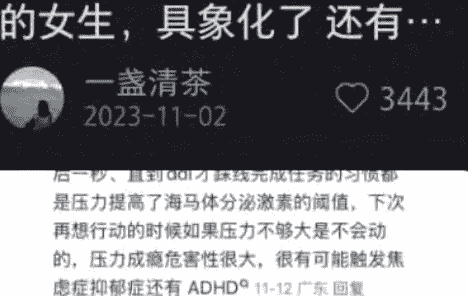 的女生，具象化了 还有…
一盏清茶
2023-11-02
3443
后一秒、直到ddl才踩线完成任务的习惯都
是压力提高了海马体分泌激素的阈值，下次
再想行动的时候如果压力不够大是不会动
的，压力成瘾危害性很大，很有可能触发焦
虑症抑郁症还有 ADHD 11-12 广东 回复